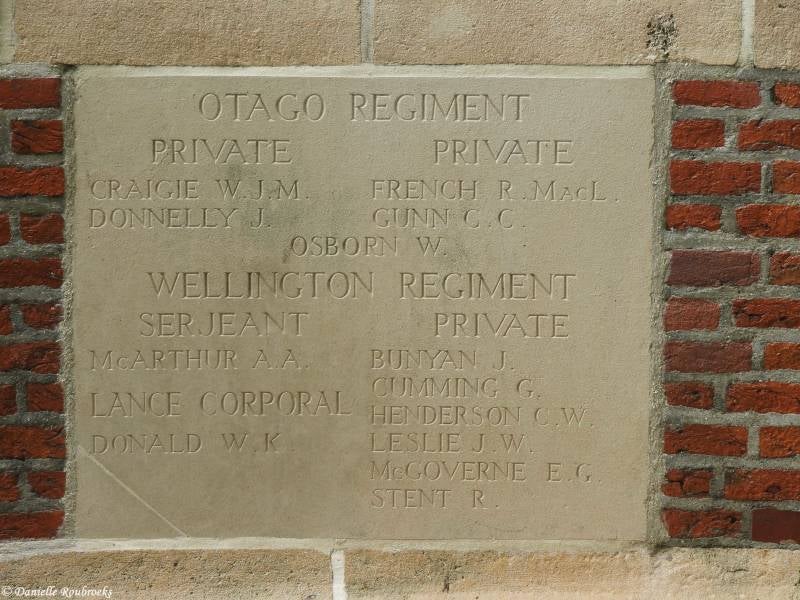 OTAGO REGIMENT
PRIVATE PRIVATE
CRAIGIE W.J.M. FRENCH R.MacL.
DONNELLY J. GUNN G.C.
OSBORN W.
WELLINGTON REGIMENT
SERJEANT
McARTHUR A.A.
LANCE CORPORAL
DONALD W.K.
PRIVATE
BUNYAN J.
CUMMING G.
HENDERSON C.W.
LESLIE J.W.
McGOVERNE E.G.
STENT R.
© Danielle Roubroeks